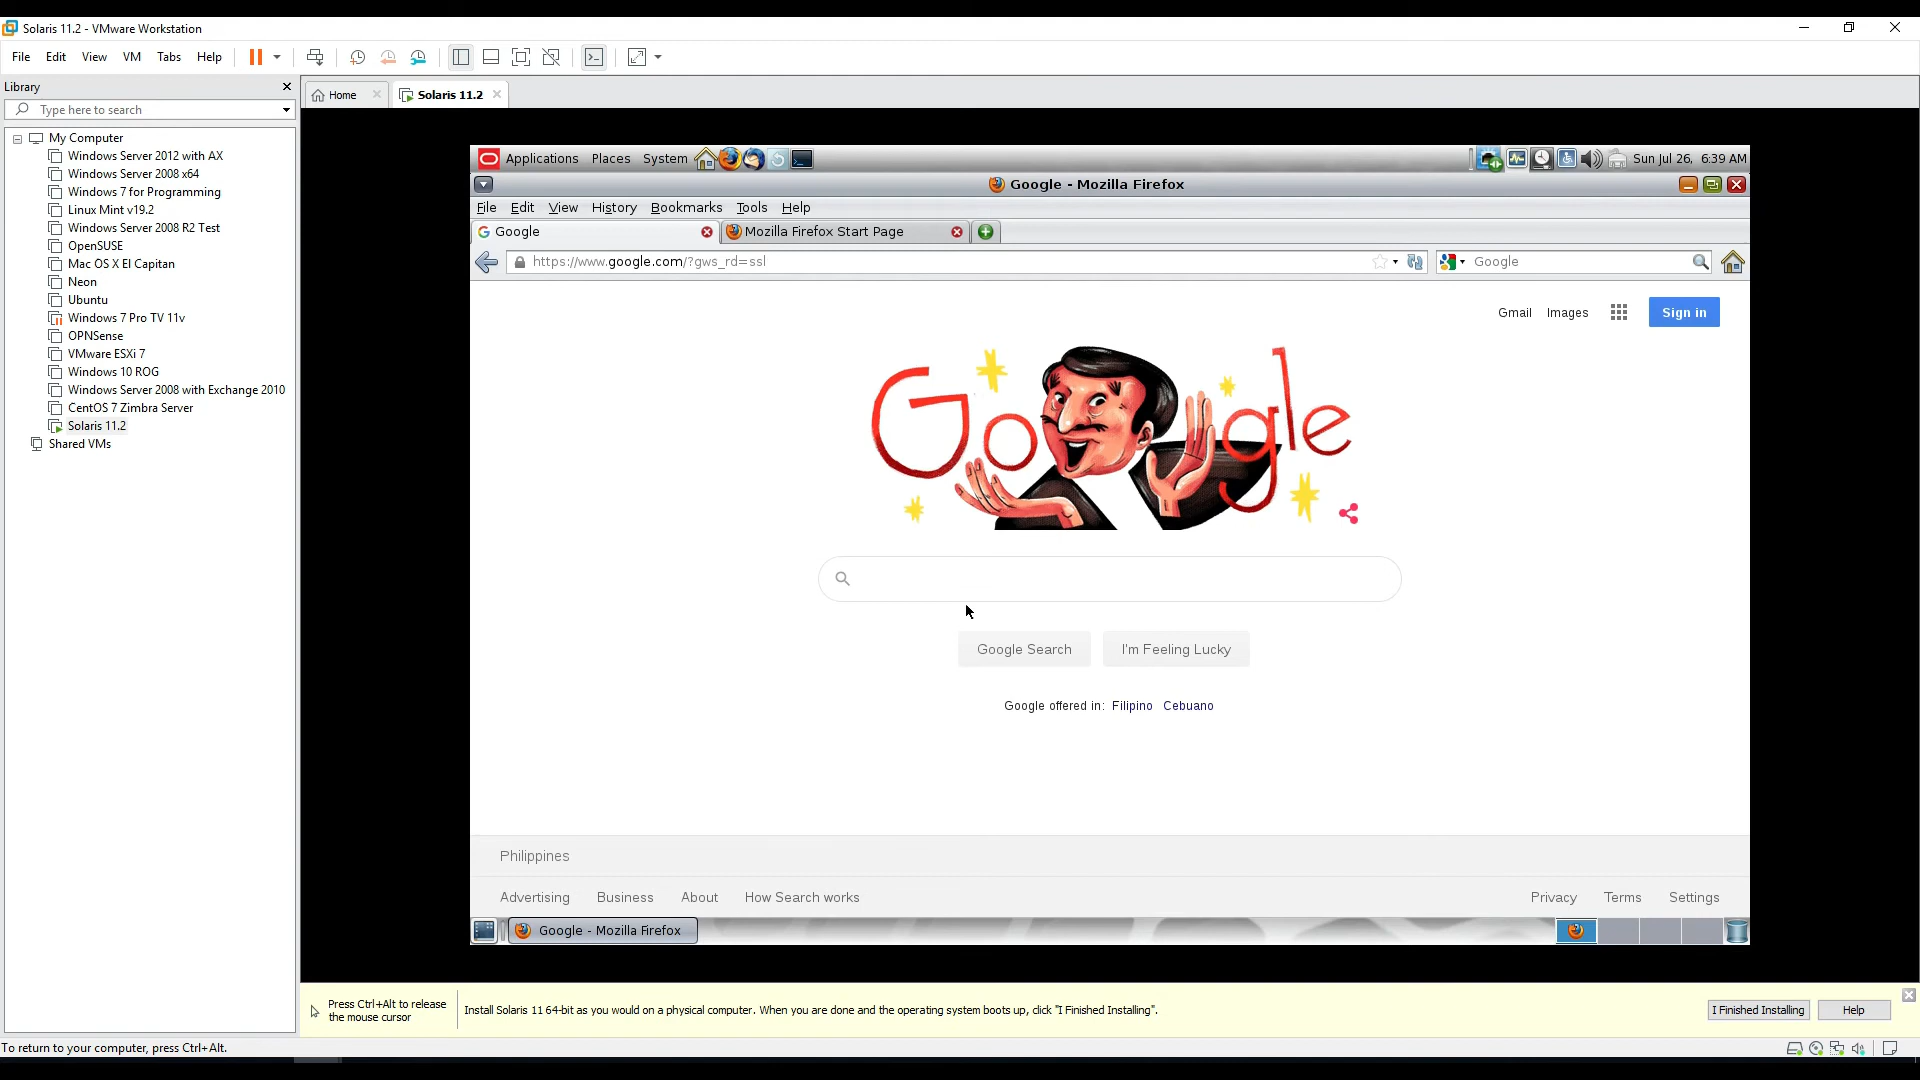 Solaris 11.2 - VMware Workstation
File Edit View VM Tabs Help
Library
Type here to search
My Computer
Windows Server 2012 with AX
Windows Server 2008 x64
Windows 7 for Programming
Linux Mint v19.2
Windows Server 2008 R2 Test
OpenSUSE
Mac OS X El Capitan
Neon
Ubuntu
Windows 7 Pro TV 11v
OPNSense
VMware ESXi 7
Windows 10 ROG
Windows Server 2008 with Exchange 2010
CentOS 7 Zimbra Server
Solaris 11.2
Shared VMs
Home Solaris 11.2
Applications Places System Sun Jul 26, 6:39 AM
Google - Mozilla Firefox
File Edit View History Bookmarks Tools Help
Google Mozilla Firefox Start Page
https://www.google.com/?gws_rd=ssl Google
Gmail Images Sign in
Google
Google Search I'm Feeling Lucky
Google offered in: Filipino Cebuano
Philippines
Advertising Business About How Search works Privacy Terms Settings
Google - Mozilla Firefox
Press Ctrl+Alt to release
the mouse cursor
Install Solaris 11 64-bit as you would on a physical computer. When you are done and the operating system boots up, click "I Finished Installing".
I Finished Installing Help
To return to your computer, press Ctrl+Alt.